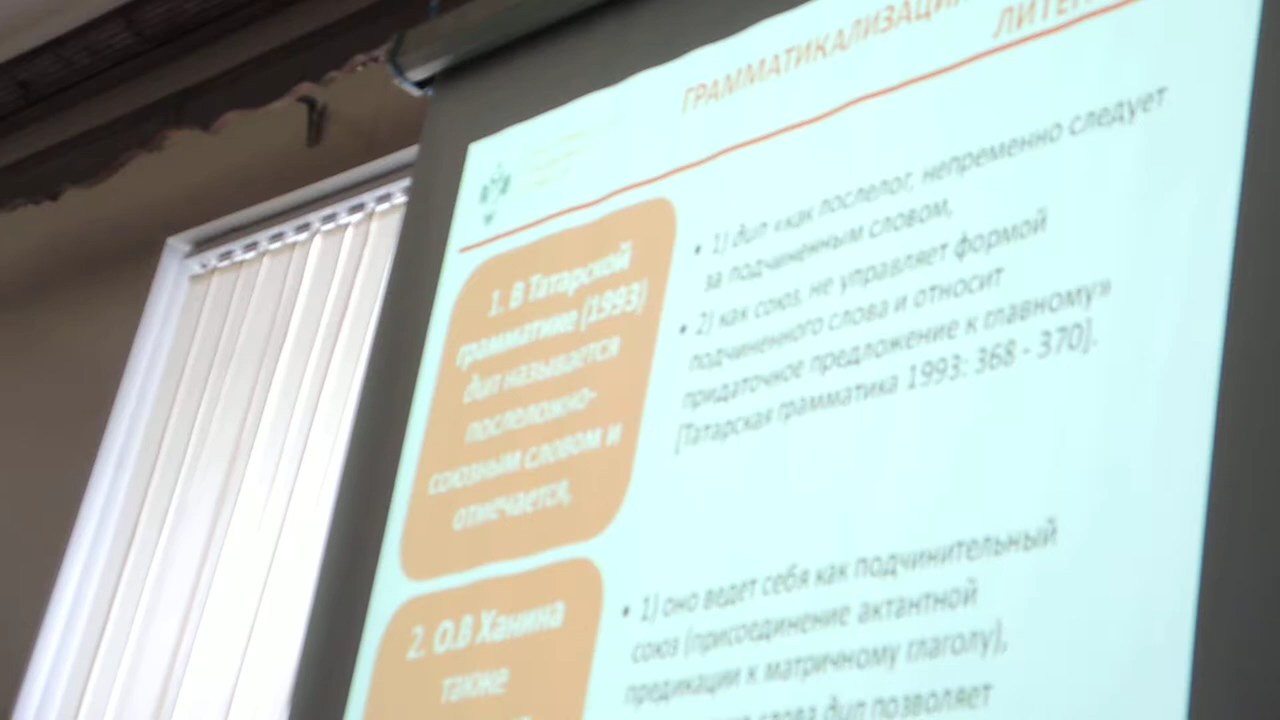 ГРАММАТИКАЛИЗАЦИ
ЛИТЕ
1. В Татарской
грамматике (1993)
дип называется
послеложно-
союзным словом и
отмечается,
• 1) дип «как послелог, непременно следует
за подчиненным словом,
• 2) как союз, не управляет формой
подчиненного слова и относит
придаточное предложение к главному»
[Татарская грамматика 1993: 368 - 370].
2. О.В Ханина
также
• 1) оно ведет себя как подчинительный
союз (присоединение актантной
предикации к матричному глаголу),
слова дип позволяет